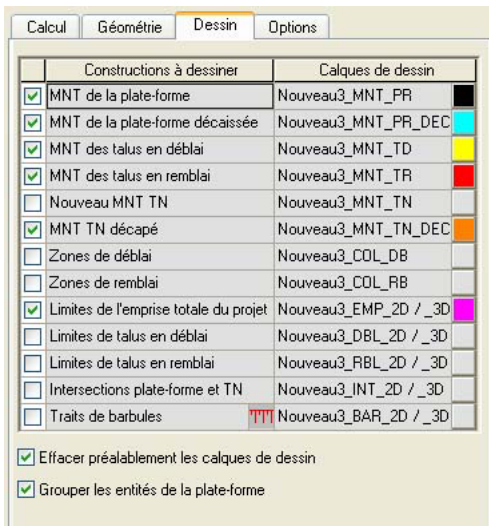 Calcul Géométrie Dessin Options
Constructions à dessiner Calques de dessin
MNT de la plate-forme Nouveau3_MNT_PR
MNT de la plate-forme décaissée Nouveau3_MNT_PR_DEC
MNT des talus en déblai Nouveau3_MNT_TD
MNT des talus en remblai Nouveau3_MNT_TR
Nouveau MNT TN Nouveau3_MNT_TN
MNT TN décapé Nouveau3_MNT_TN_DEC
Zones de déblai Nouveau3_COL_DB
Zones de remblai Nouveau3_COL_RB
Limites de l'emprise totale du projet Nouveau3_EMP_2D / _3D
Limites de talus en déblai Nouveau3_DBL_2D / _3D
Limites de talus en remblai Nouveau3_RBL_2D / _3D
Intersections plate-forme et TN Nouveau3_INT_2D / _3D
Traits de barbules Nouveau3_BAR_2D / _3D
Effacer préalablement les calques de dessin
Grouper les entités de la plate-forme